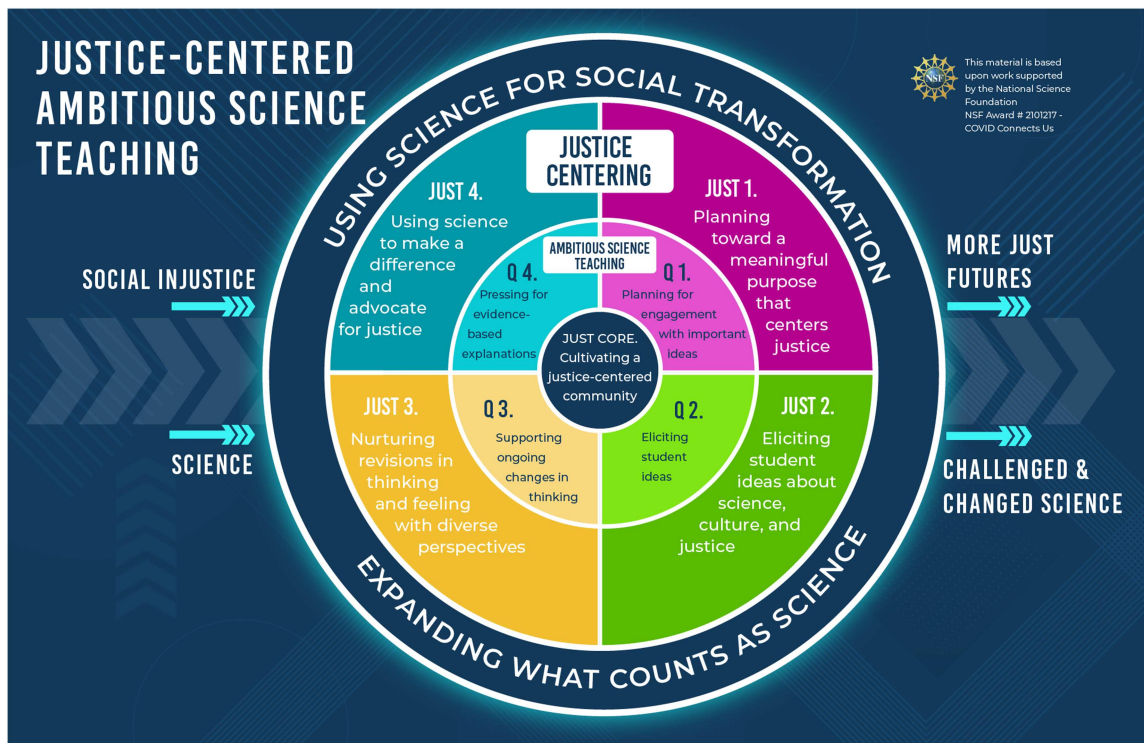 JUSTICE-CENTERED
AMBITIOUS SCIENCE
TEACHING
NSF
This material is based
upon work supported
by the National Science
Foundation
NSF Award # 2101217 -
COVID Connects Us
USING SCIENCE FOR SOCIAL TRANSFORMATION
JUSTICE
CENTERING
JUST 1.
Planning
toward a
meaningful
purpose
that
centers
justice
JUST 2.
Eliciting
student
ideas about
science,
culture, and
justice
JUST 3.
Nurturing
revisions in
thinking
and feeling
with diverse
perspectives
JUST 4.
Using science
to make a
difference
and
advocate
for justice
AMBITIOUS SCIENCE
TEACHING
Q 1.
Planning for
engagement
with important
ideas
Q 2.
Eliciting
student
ideas
Q 3.
Supporting
ongoing
changes in
thinking
Q 4.
Pressing for
evidence-
based
explanations
JUST CORE.
Cultivating a
justice-centered
community
EXPANDING WHAT COUNTS AS SCIENCE
SOCIAL INJUSTICE
SCIENCE
MORE JUST
FUTURES
CHALLENGED &
CHANGED SCIENCE